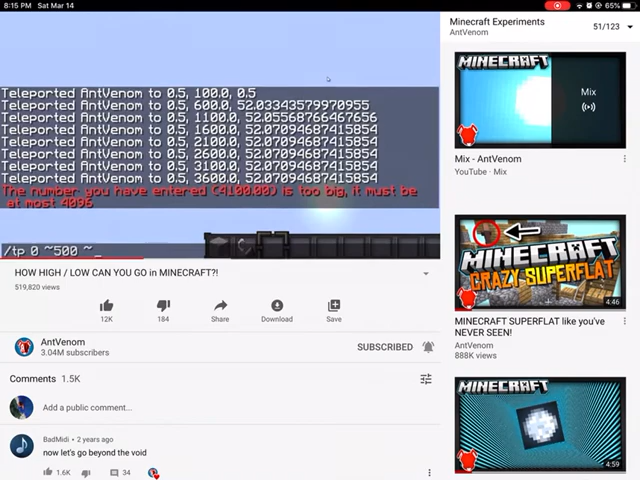 8:15 PM Sat Mar 14
65%
Teleported AntVenom to 0.5, 100.0, 0.5
Teleported AntVenom to 0.5, 600.0, 52.03343579970955
Teleported AntVenom to 0.5, 1100.0, 52.05568766467656
Teleported AntVenom to 0.5, 1600.0, 52.07094687415854
Teleported AntVenom to 0.5, 2100.0, 52.07094687415854
Teleported AntVenom to 0.5, 2600.0, 52.07094687415854
Teleported AntVenom to 0.5, 3100.0, 52.07094687415854
Teleported AntVenom to 0.5, 3600.0, 52.07094687415854
The number you have entered (4100.00) is too big, it must be
at most 4096
/tp 0 ~500 ~_
HOW HIGH / LOW CAN YOU GO in MINECRAFT?!
519,820 views
12K
184
Share
Download
Save
AntVenom
3.04M subscribers
SUBSCRIBED
Comments 1.5K
Add a public comment...
BadMidi • 2 years ago
now let's go beyond the void
1.6K
34
Minecraft Experiments
AntVenom
51/123
MINECRAFT
Mix
Mix - AntVenom
YouTube · Mix
MINECRAFT
CRAZY SUPERFLAT
4:46
MINECRAFT SUPERFLAT like you've
NEVER SEEN!
AntVenom
888K views
MINECRAFT
4:59